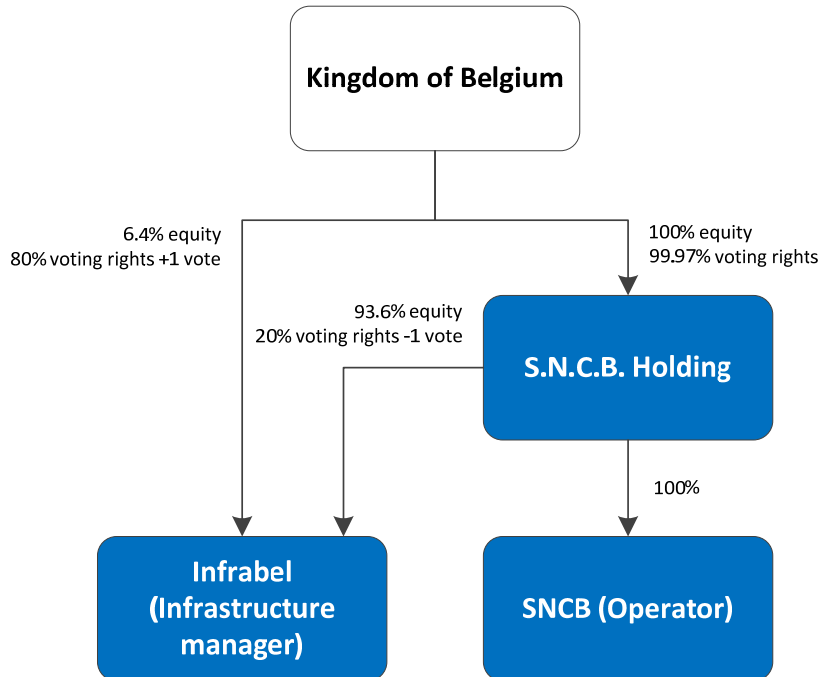 Kingdom of Belgium
6.4% equity
80% voting rights +1 vote
100% equity
99.97% voting rights
93.6% equity
20% voting rights -1 vote
S.N.C.B. Holding
100%
Infrabel
(Infrastructure
manager)
SNCB (Operator)